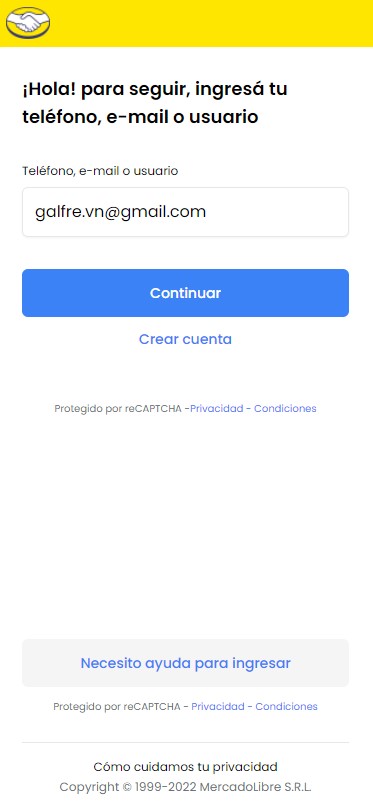 ¡Hola! para seguir, ingresá tu
teléfono, e-mail o usuario
Teléfono, e-mail o usuario
galfre.vn@gmail.com
Continuar
Crear cuenta
Protegido por reCAPTCHA -Privacidad - Condiciones
Necesito ayuda para ingresar
Protegido por reCAPTCHA - Privacidad - Condiciones
Cómo cuidamos tu privacidad
Copyright © 1999-2022 MercadoLibre S.R.L.